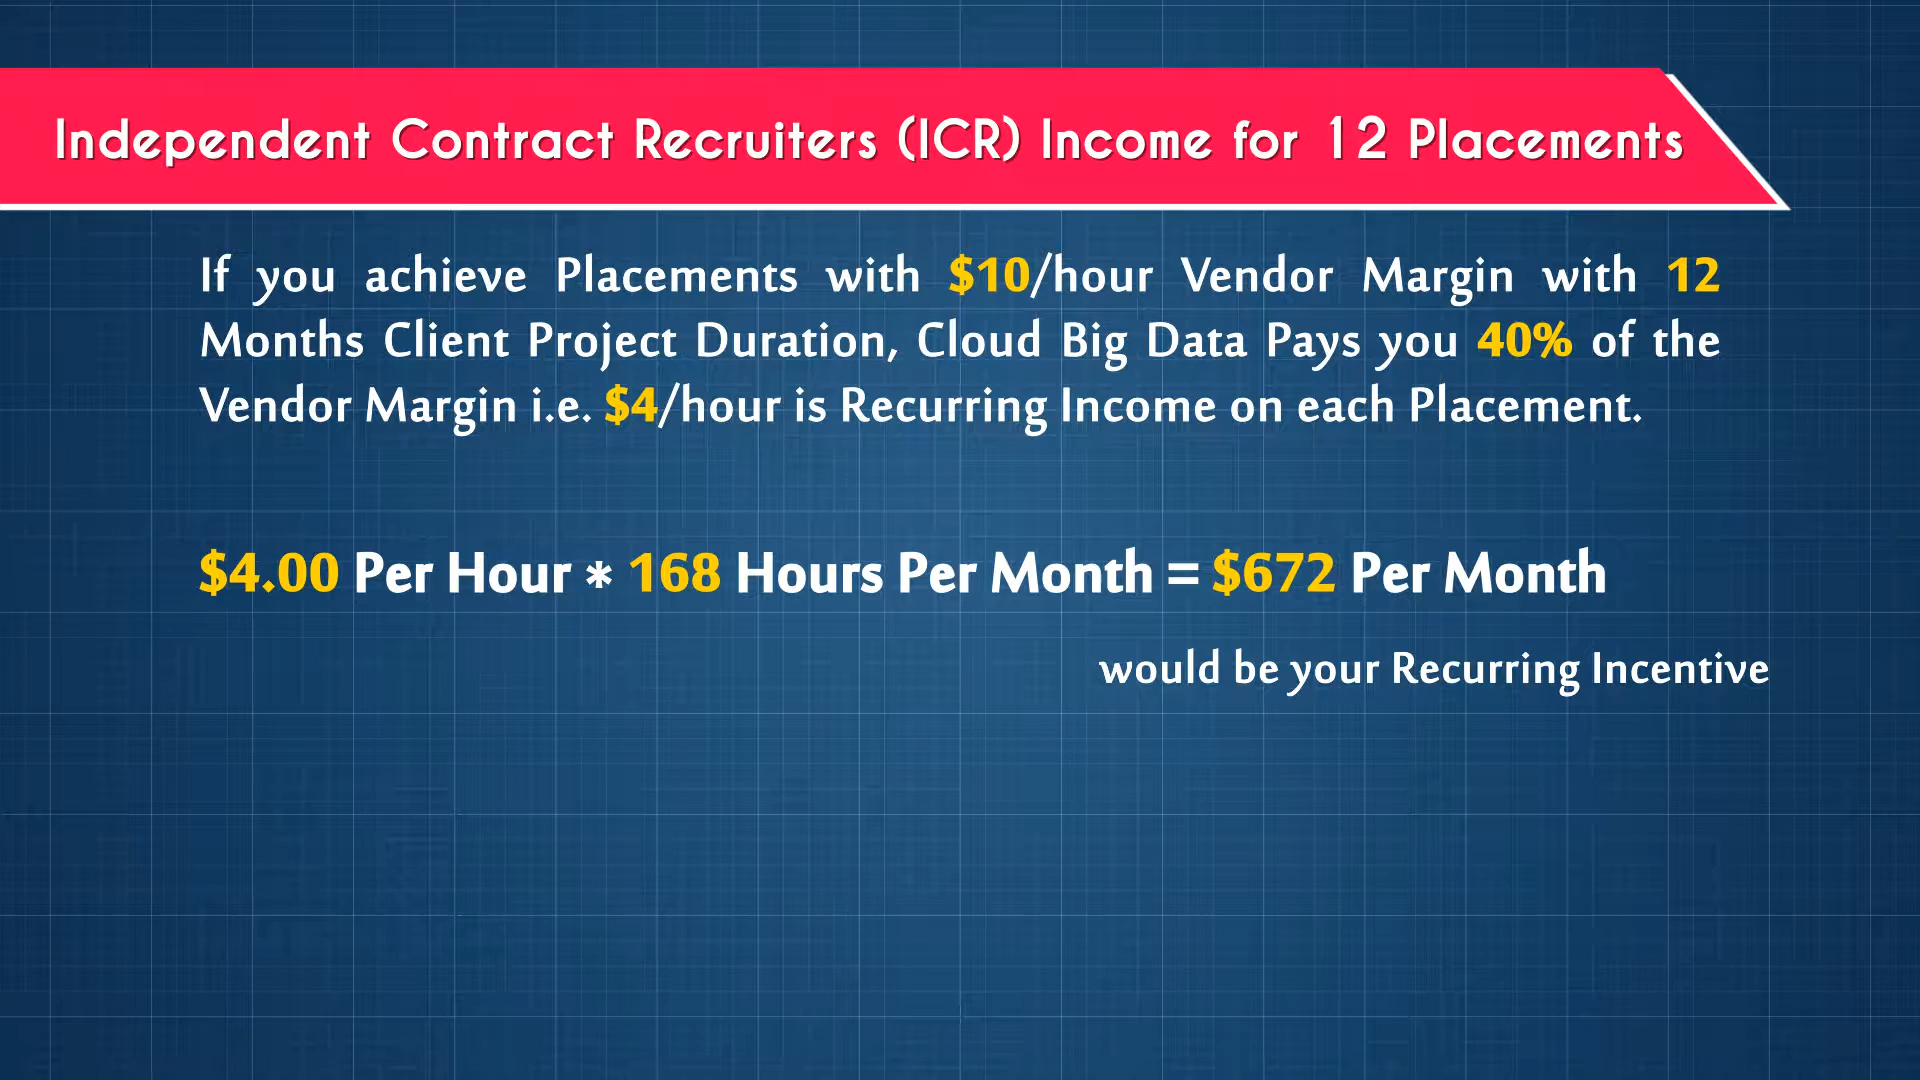 Independent Contract Recruiters (ICR) Income for 12 Placements
If you achieve Placements with $10/hour Vendor Margin with 12
Months Client Project Duration, Cloud Big Data Pays you 40% of the
Vendor Margin i.e. $4/hour is Recurring Income on each Placement.
$4.00 Per Hour * 168 Hours Per Month = $672 Per Month
would be your Recurring Incentive